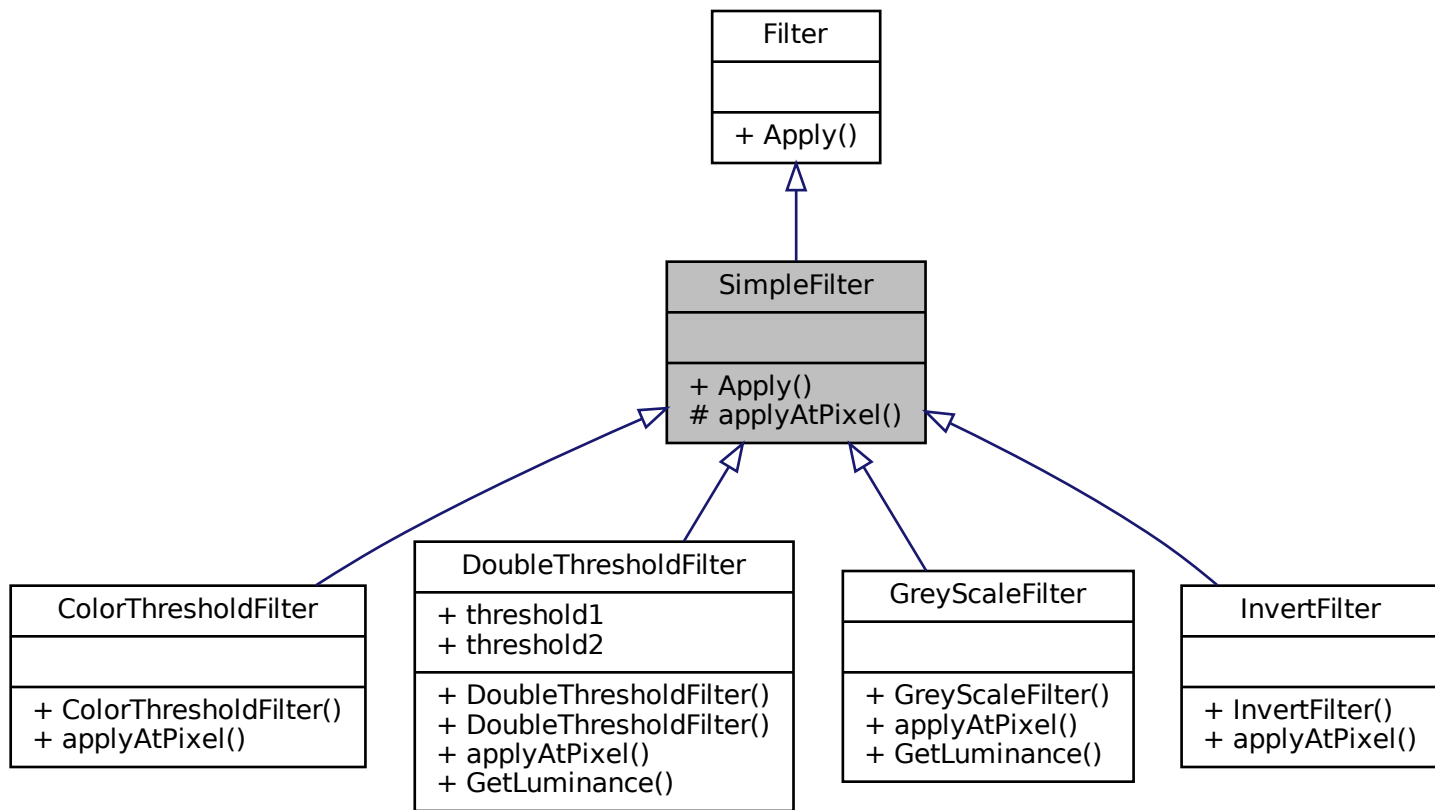 Filter
+ Apply()
SimpleFilter
+ Apply()
# applyAtPixel()
ColorThresholdFilter
+ ColorThresholdFilter()
+ applyAtPixel()
DoubleThresholdFilter
+ threshold1
+ threshold2
+ DoubleThresholdFilter()
+ DoubleThresholdFilter()
+ applyAtPixel()
+ GetLuminance()
GreyScaleFilter
+ GreyScaleFilter()
+ applyAtPixel()
+ GetLuminance()
InvertFilter
+ InvertFilter()
+ applyAtPixel()